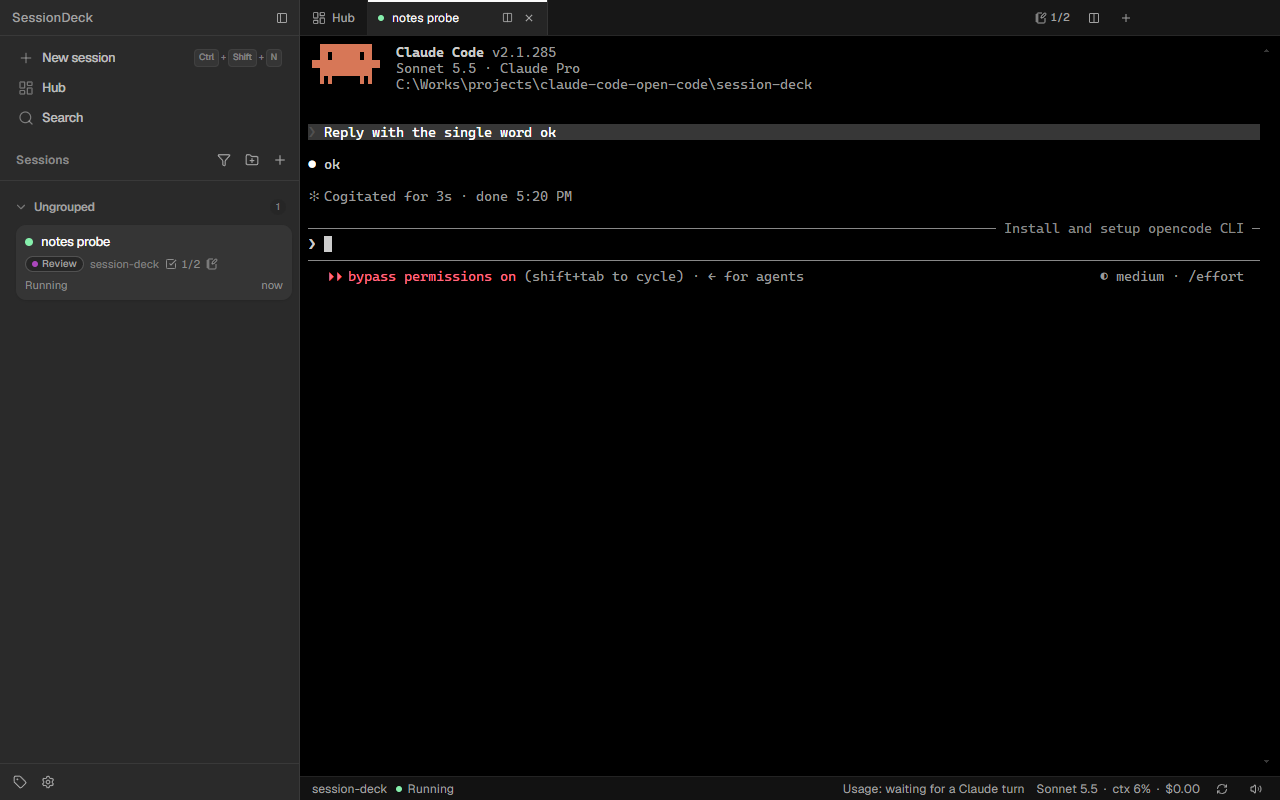 SessionDeck
New session Ctrl + Shift + N
Hub
Search
Sessions
Ungrouped 1
notes probe
Review session-deck 1/2
Running now
Hub notes probe 1/2
Claude Code v2.1.285
Sonnet 5.5 · Claude Pro
C:\Works\projects\claude-code-open-code\session-deck
❯ Reply with the single word ok
● ok
✻ Cogitated for 3s · done 5:20 PM
Install and setup opencode CLI
❯
⏵⏵ bypass permissions on (shift+tab to cycle) · ← for agents ◐ medium · /effort
session-deck Running Usage: waiting for a Claude turn Sonnet 5.5 · ctx 6% · $0.00